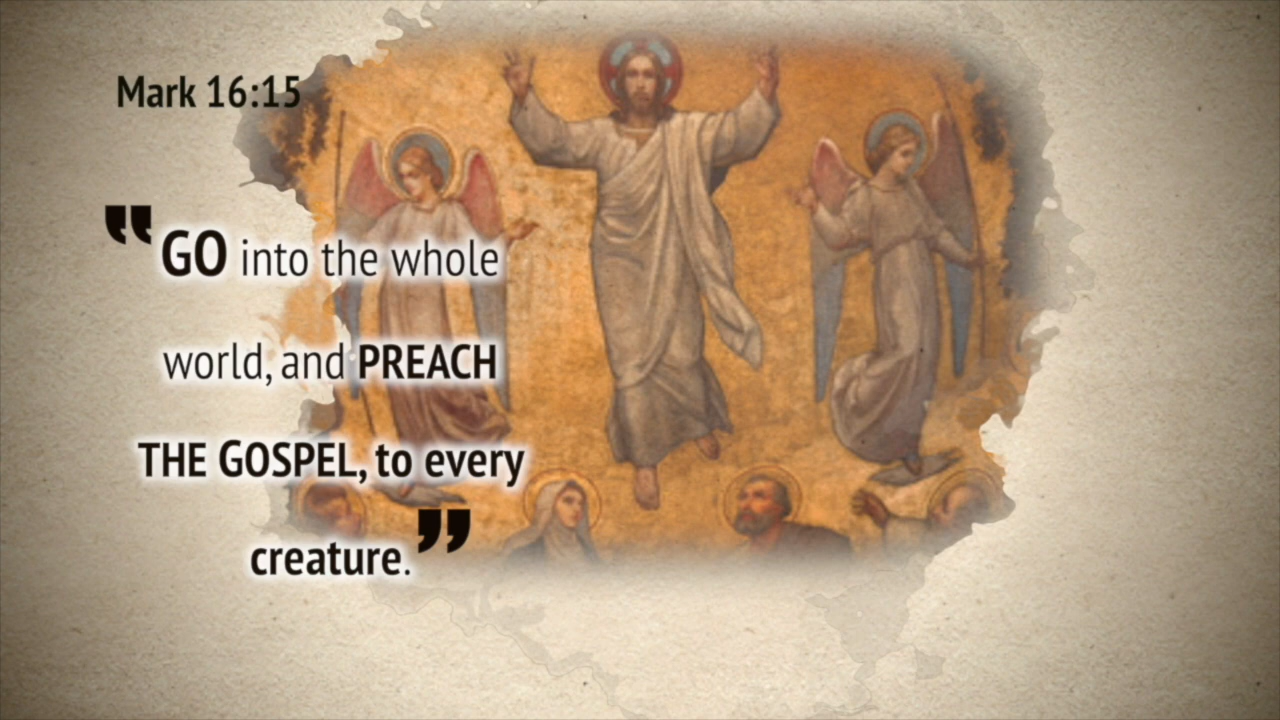 Mark 16:15
"GO into the whole
world, and PREACH
THE GOSPEL, to every
creature."